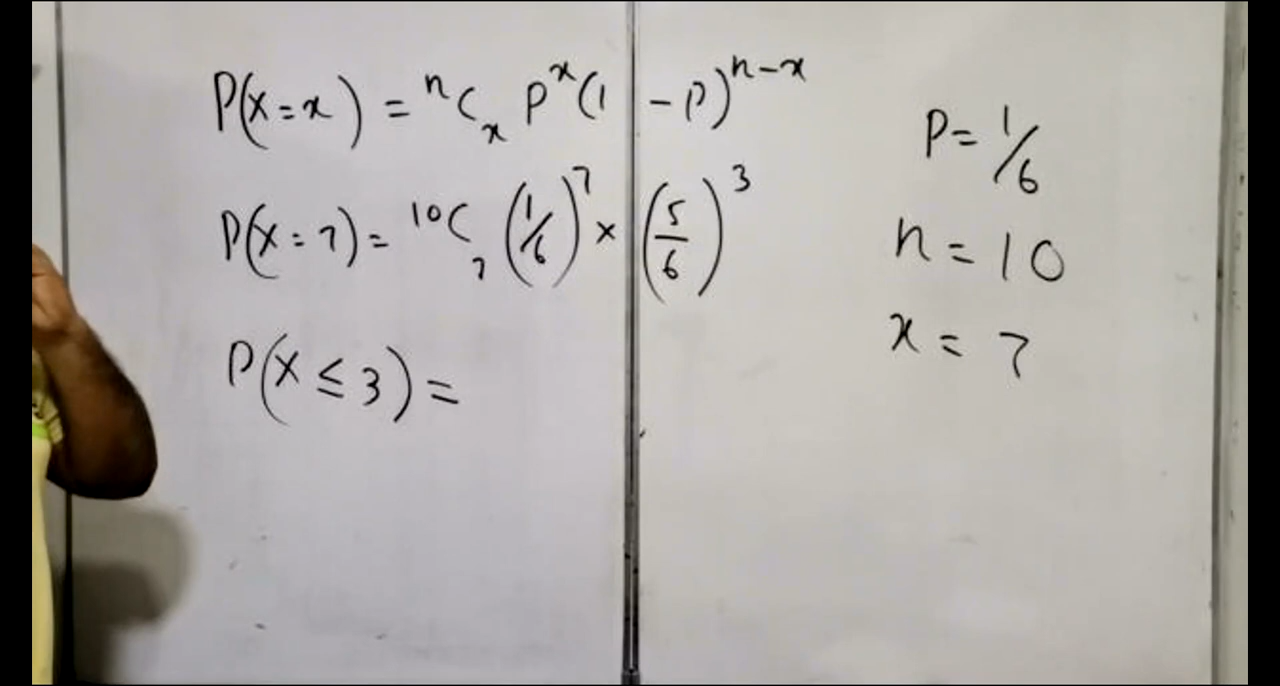 P(X=x) = ⁿCₓ pˣ(1-p)ⁿ⁻ˣ
P(X=7) = ¹⁰C₇ (1/6)⁷ × (5/6)³
P(X ≤ 3) =
P = 1/6
n = 10
x = 7